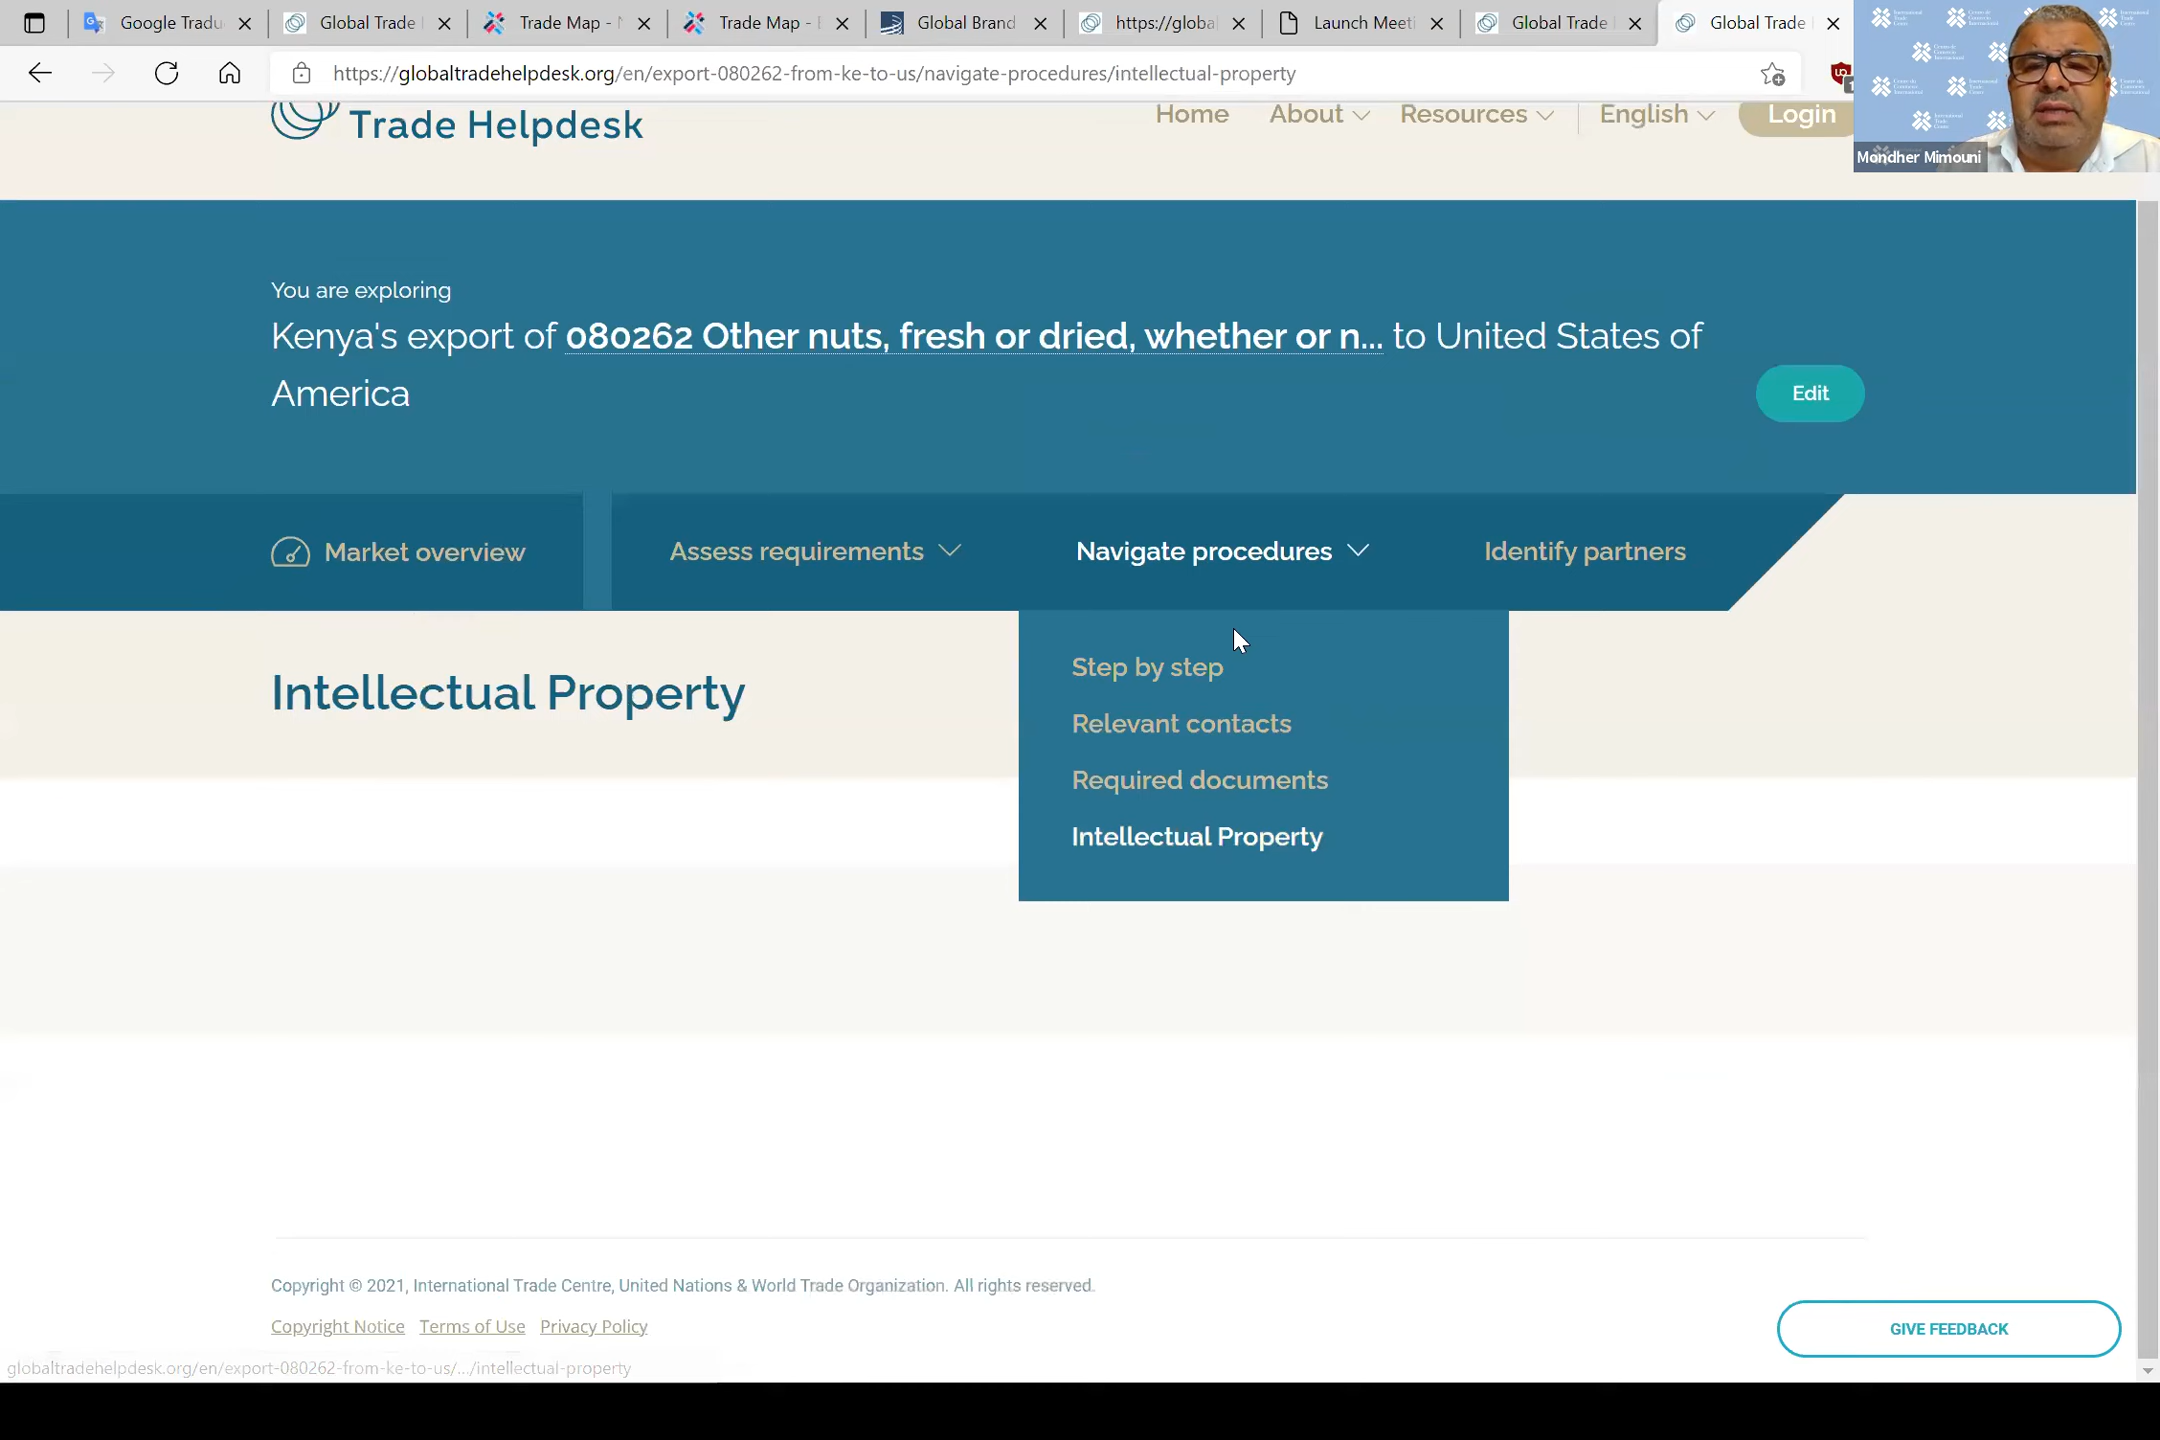 Google Tradu
Global Trade
Trade Map - N
Trade Map -
Global Brand
https://globa
Launch Meeti
Global Trade
Global Trade
https://globaltradehelpdesk.org/en/export-080262-from-ke-to-us/navigate-procedures/intellectual-property
Trade Helpdesk
Home
About
Resources
English
Login
Mondher Mimouni
You are exploring
Kenya's export of 080262 Other nuts, fresh or dried, whether or n... to United States of
America
Edit
Market overview
Assess requirements
Navigate procedures
Identify partners
Step by step
Relevant contacts
Required documents
Intellectual Property
Intellectual Property
Copyright © 2021, International Trade Centre, United Nations & World Trade Organization. All rights reserved.
Copyright Notice Terms of Use Privacy Policy
GIVE FEEDBACK
globaltradehelpdesk.org/en/export-080262-from-ke-to-us/.../intellectual-property